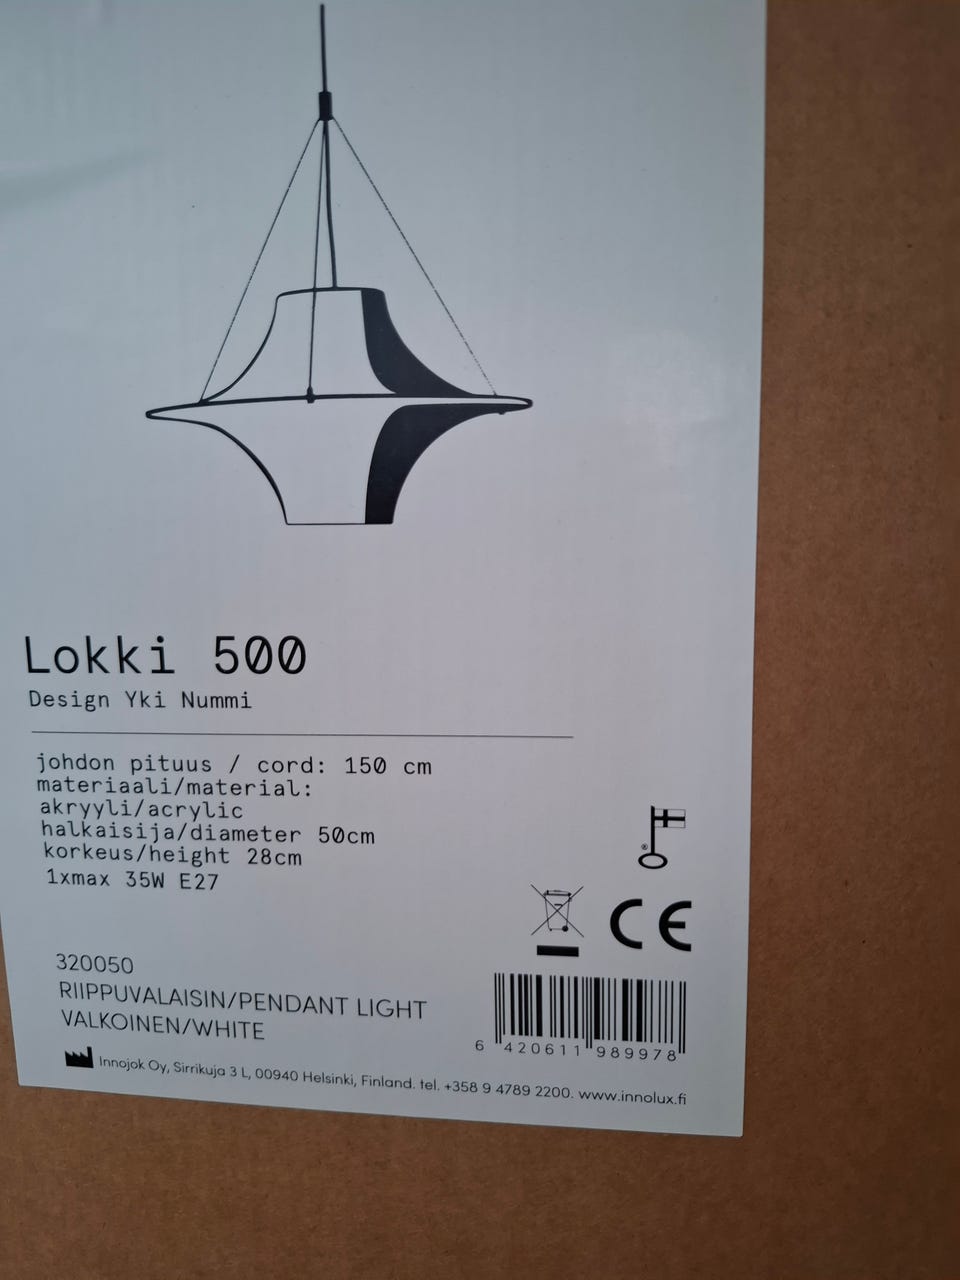 Lokki 500
Design Yki Nummi
johdon pituus / cord: 150 cm
materiaali/material:
akryyli/acrylic
halkaisija/diameter 50cm
korkeus/height 28cm
1xmax 35W E27
®
CE
320050
RIIPPUVALAISIN/PENDANT LIGHT
VALKOINEN/WHITE
6 420611 989978
Innojok Oy, Sirrikuja 3 L, 00940 Helsinki, Finland. tel. +358 9 4789 2200. www.innolux.fi